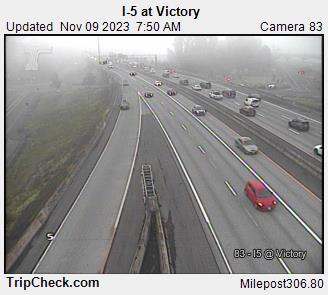 I-5 at Victory
Updated Nov 09 2023 7:50 AM Camera 83
83 - I5 @ Victory
TripCheck.com Milepost306.80